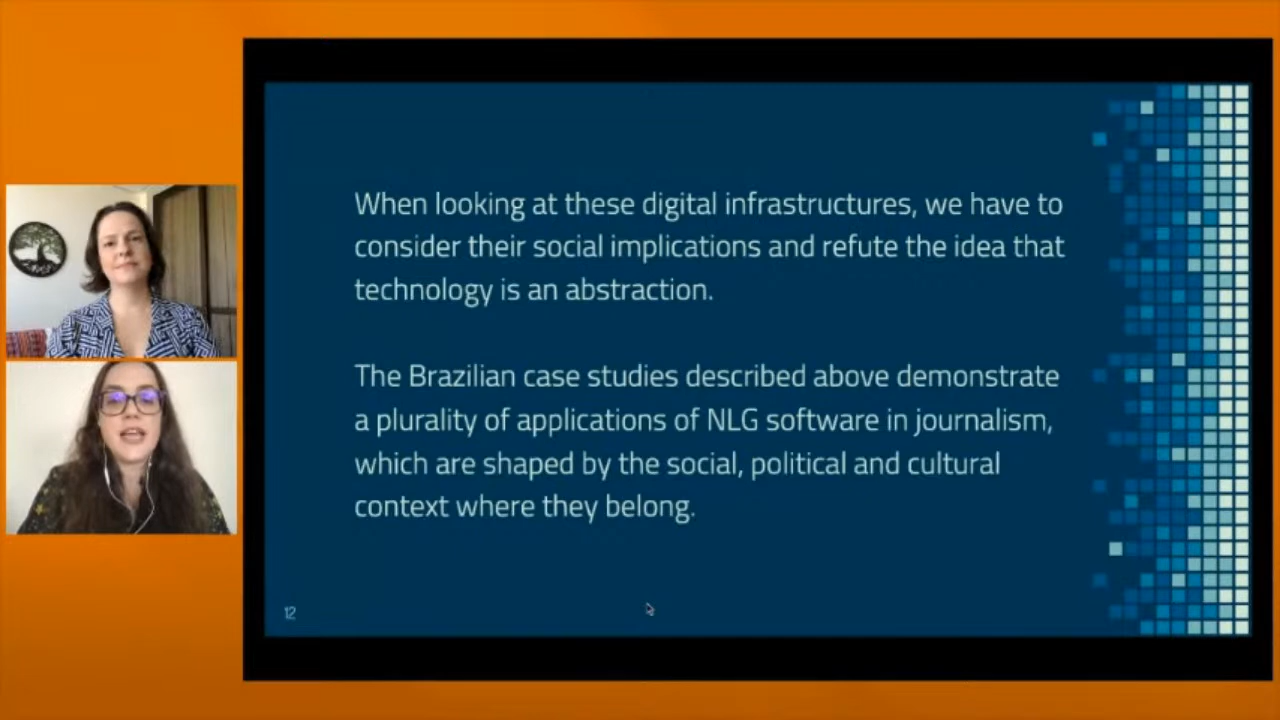 When looking at these digital infrastructures, we have to
consider their social implications and refute the idea that
technology is an abstraction.
The Brazilian case studies described above demonstrate
a plurality of applications of NLG software in journalism,
which are shaped by the social, political and cultural
context where they belong.
12